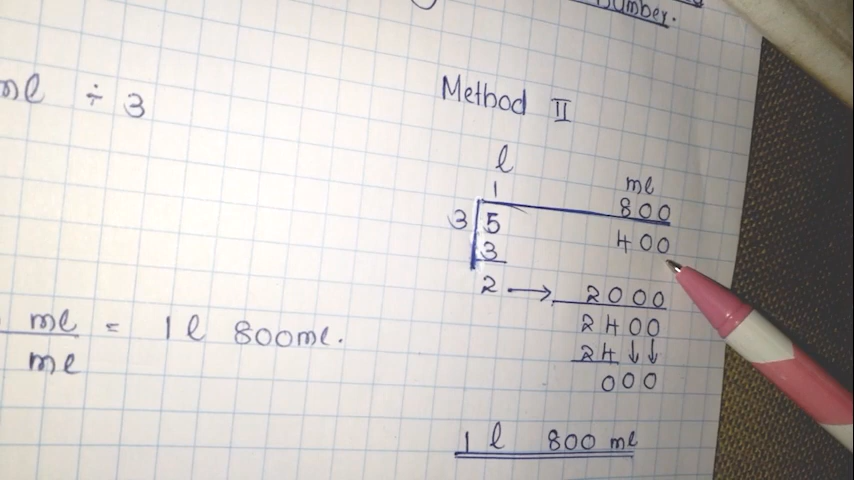 number.
ml ÷ 3
Method II
l ml
1 800
3 5 400
3
2 → 2000
2400
24↓↓
000
1 l 800 ml
ml = 1 l 800ml.
ml